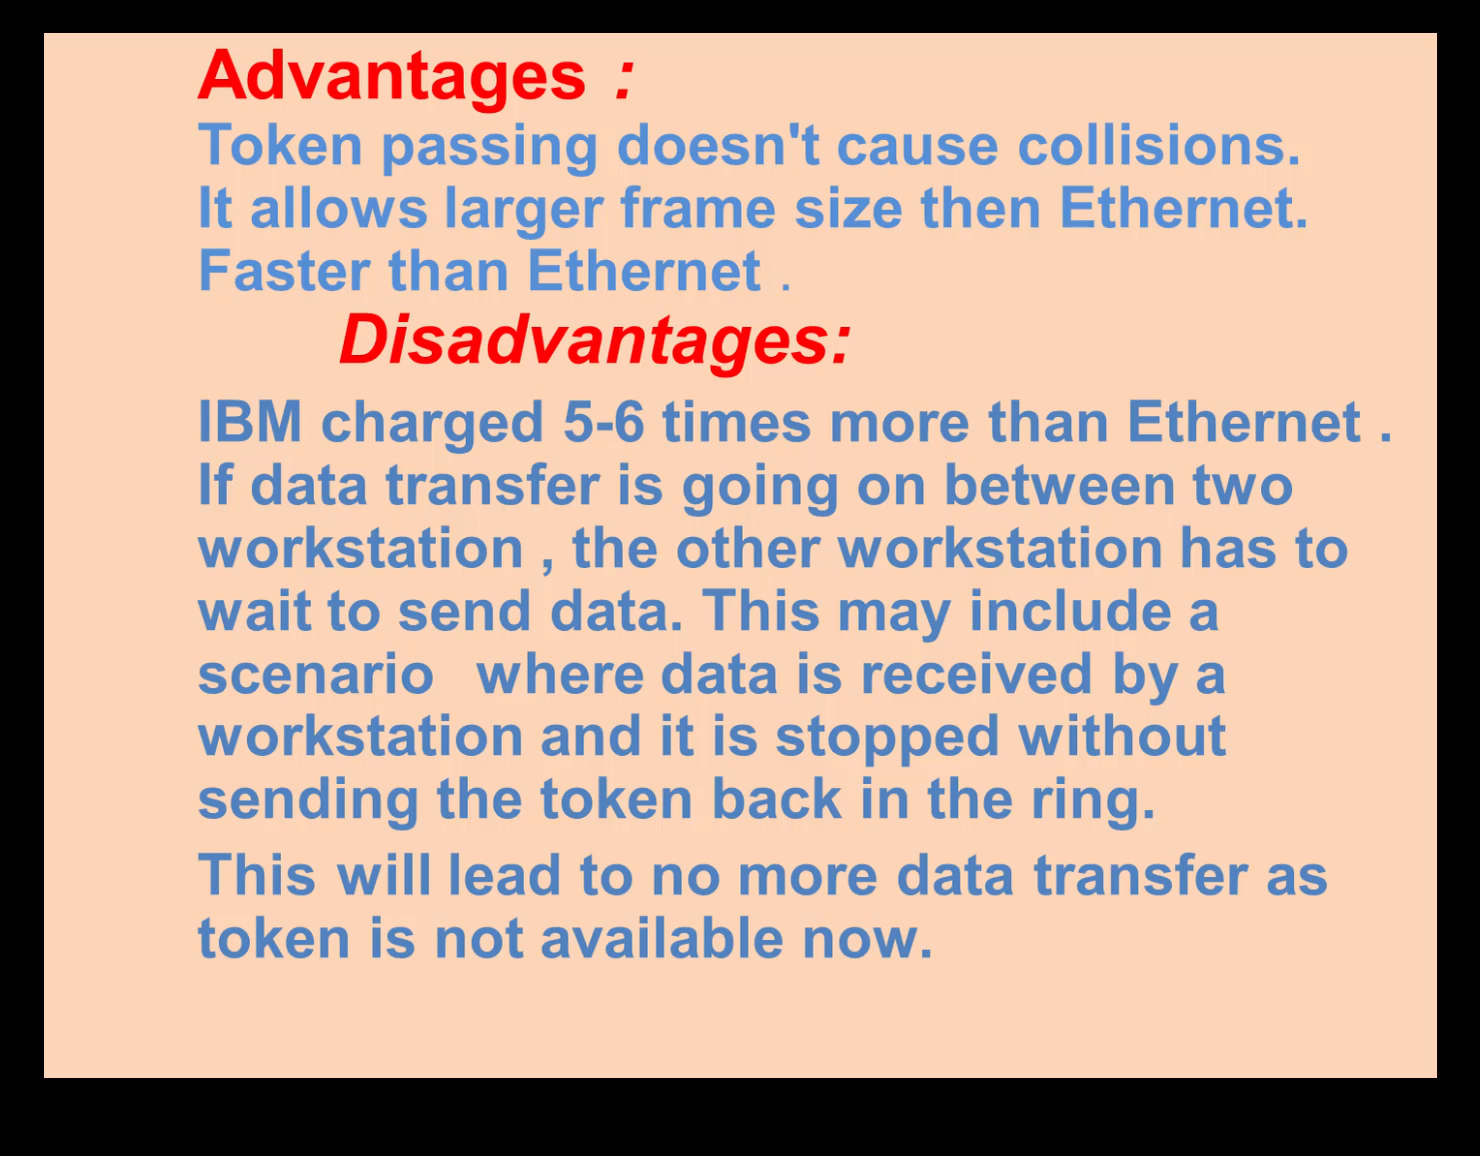 Advantages :
Token passing doesn't cause collisions.
It allows larger frame size then Ethernet.
Faster than Ethernet .
Disadvantages:
IBM charged 5-6 times more than Ethernet .
If data transfer is going on between two
workstation , the other workstation has to
wait to send data. This may include a
scenario where data is received by a
workstation and it is stopped without
sending the token back in the ring.
This will lead to no more data transfer as
token is not available now.